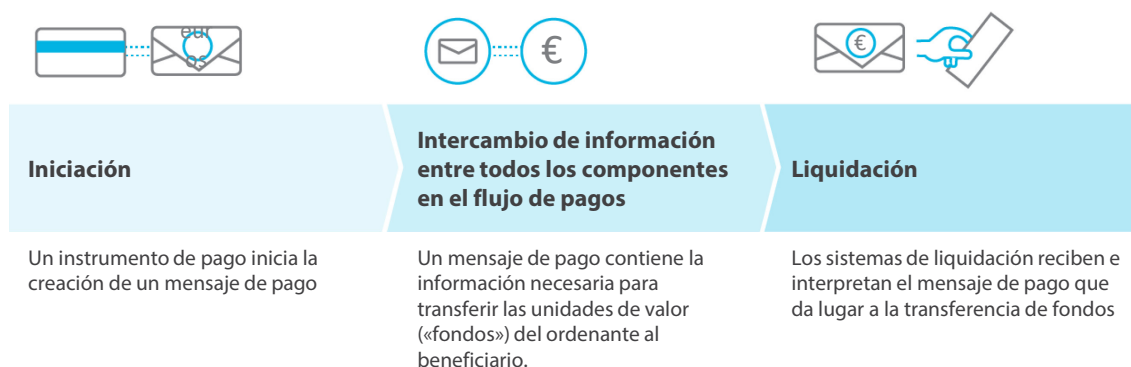 eur
os
€
€
Iniciación
Intercambio de información
entre todos los componentes
en el flujo de pagos
Liquidación
Un instrumento de pago inicia la
creación de un mensaje de pago
Un mensaje de pago contiene la
información necesaria para
transferir las unidades de valor
(«fondos») del ordenante al
beneficiario.
Los sistemas de liquidación reciben e
interpretan el mensaje de pago que
da lugar a la transferencia de fondos